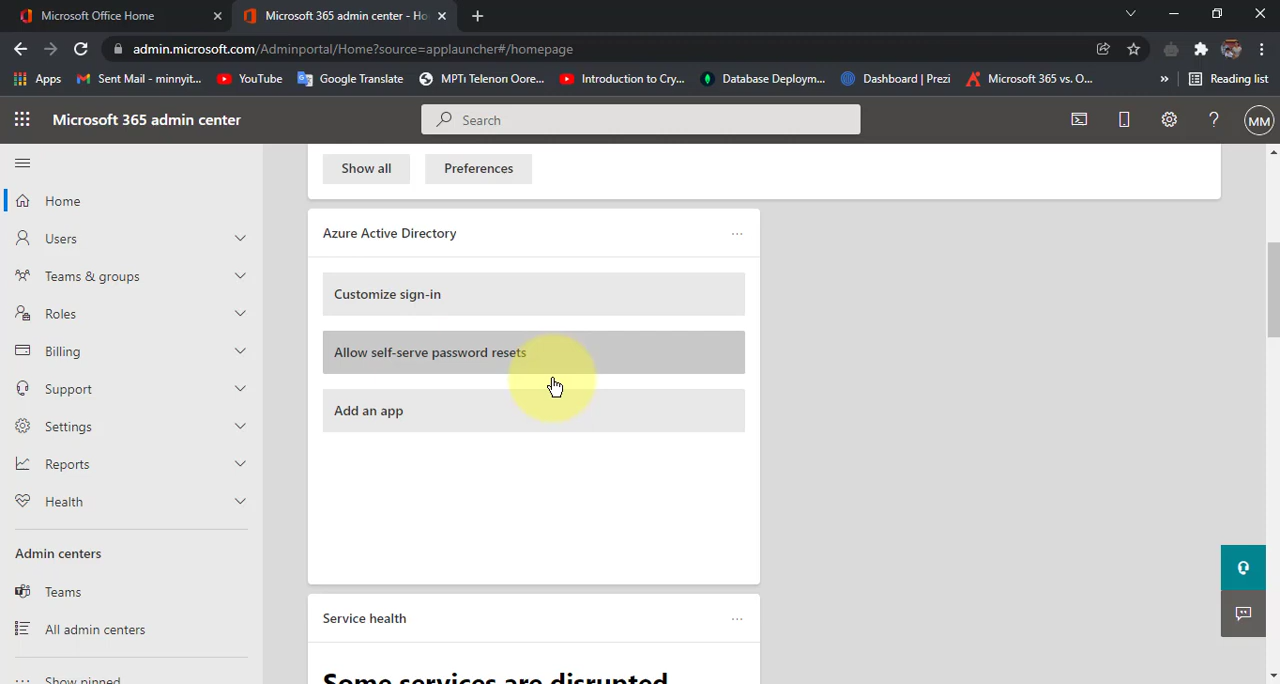 Microsoft Office Home
Microsoft 365 admin center - Ho
admin.microsoft.com/Adminportal/Home?source=applauncher#/homepage
Apps
Sent Mail - minnyit...
YouTube
Google Translate
MPTi Telenon Oore...
Introduction to Cry...
Database Deploym...
Dashboard | Prezi
Microsoft 365 vs. O...
»
Reading list
Microsoft 365 admin center
Search
?
MM
Show all
Preferences
Home
Users
Teams & groups
Roles
Billing
Support
Settings
Reports
Health
Admin centers
Teams
All admin centers
Show pinned
Azure Active Directory
Customize sign-in
Allow self-serve password resets
Add an app
Service health
Some services are disrupted